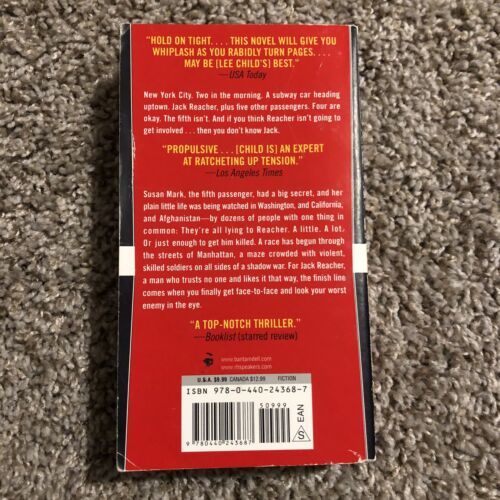 “HOLD ON TIGHT. . . . THIS NOVEL WILL GIVE YOU
WHIPLASH AS YOU RABIDLY TURN PAGES. . . .
MAY BE [LEE CHILD’S] BEST.”
—USA Today
New York City. Two in the morning. A subway car heading
uptown. Jack Reacher, plus five other passengers. Four are
okay. The fifth isn’t. And if you think Reacher isn’t going to
get involved . . . then you don’t know Jack.
“PROPULSIVE . . . [CHILD IS] AN EXPERT
AT RATCHETING UP TENSION.”
—Los Angeles Times
Susan Mark, the fifth passenger, had a big secret, and her
plain little life was being watched in Washington, and California,
and Afghanistan—by dozens of people with one thing in
common: They’re all lying to Reacher. A little. A lot.
Or just enough to get him killed. A race has begun through
the streets of Manhattan, a maze crowded with violent,
skilled soldiers on all sides of a shadow war. For Jack Reacher,
a man who trusts no one and likes it that way, the finish line
comes when you finally get face-to-face and look your worst
enemy in the eye.
“A TOP-NOTCH THRILLER.”
—Booklist (starred review)
www.bantamdell.com
www.rhspeakers.com
U.S.A. $9.99 CANADA $12.99 FICTION
ISBN 978-0-440-24368-7
50999
9 780440 243687
S
EAN